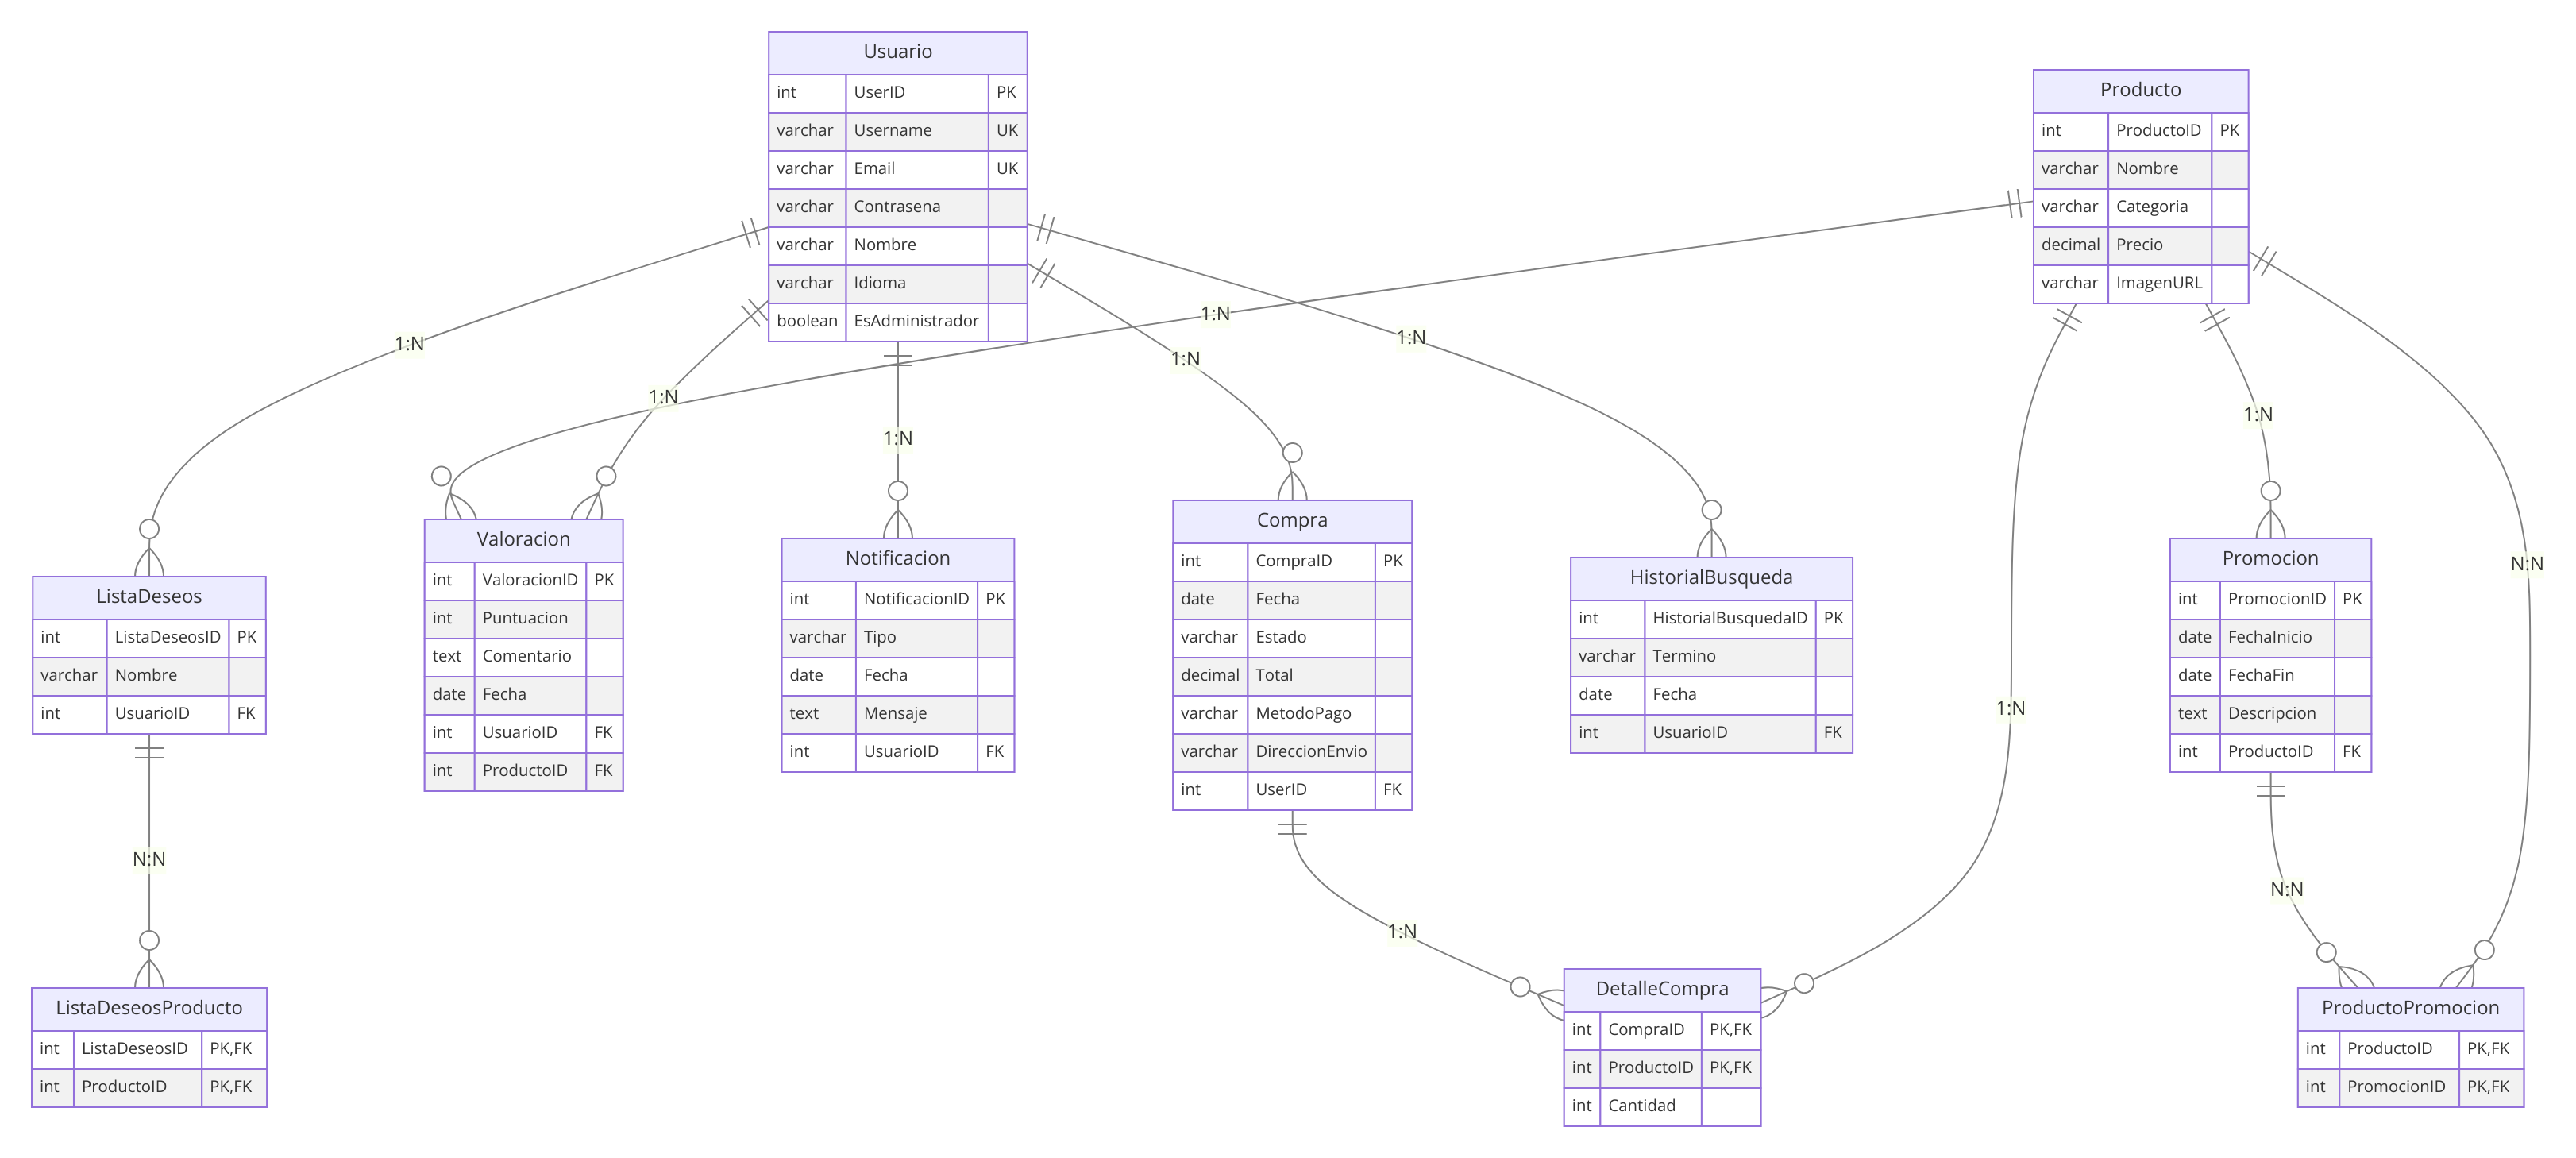 Usuario
int UserID PK
varchar Username UK
varchar Email UK
varchar Contrasena
varchar Nombre
varchar Idioma
boolean EsAdministrador
Producto
int ProductoID PK
varchar Nombre
varchar Categoria
decimal Precio
varchar ImagenURL
1:N
1:N
1:N
1:N
1:N
1:N
1:N
N:N
1:N
ListaDeseos
int ListaDeseosID PK
varchar Nombre
int UsuarioID FK
Valoracion
int ValoracionID PK
int Puntuacion
text Comentario
date Fecha
int UsuarioID FK
int ProductoID FK
Notificacion
int NotificacionID PK
varchar Tipo
date Fecha
text Mensaje
int UsuarioID FK
Compra
int CompraID PK
date Fecha
varchar Estado
decimal Total
varchar MetodoPago
varchar DireccionEnvio
int UserID FK
HistorialBusqueda
int HistorialBusquedaID PK
varchar Termino
date Fecha
int UsuarioID FK
Promocion
int PromocionID PK
date FechaInicio
date FechaFin
text Descripcion
int ProductoID FK
N:N
1:N
N:N
ListaDeseosProducto
int ListaDeseosID PK,FK
int ProductoID PK,FK
DetalleCompra
int CompraID PK,FK
int ProductoID PK,FK
int Cantidad
ProductoPromocion
int ProductoID PK,FK
int PromocionID PK,FK